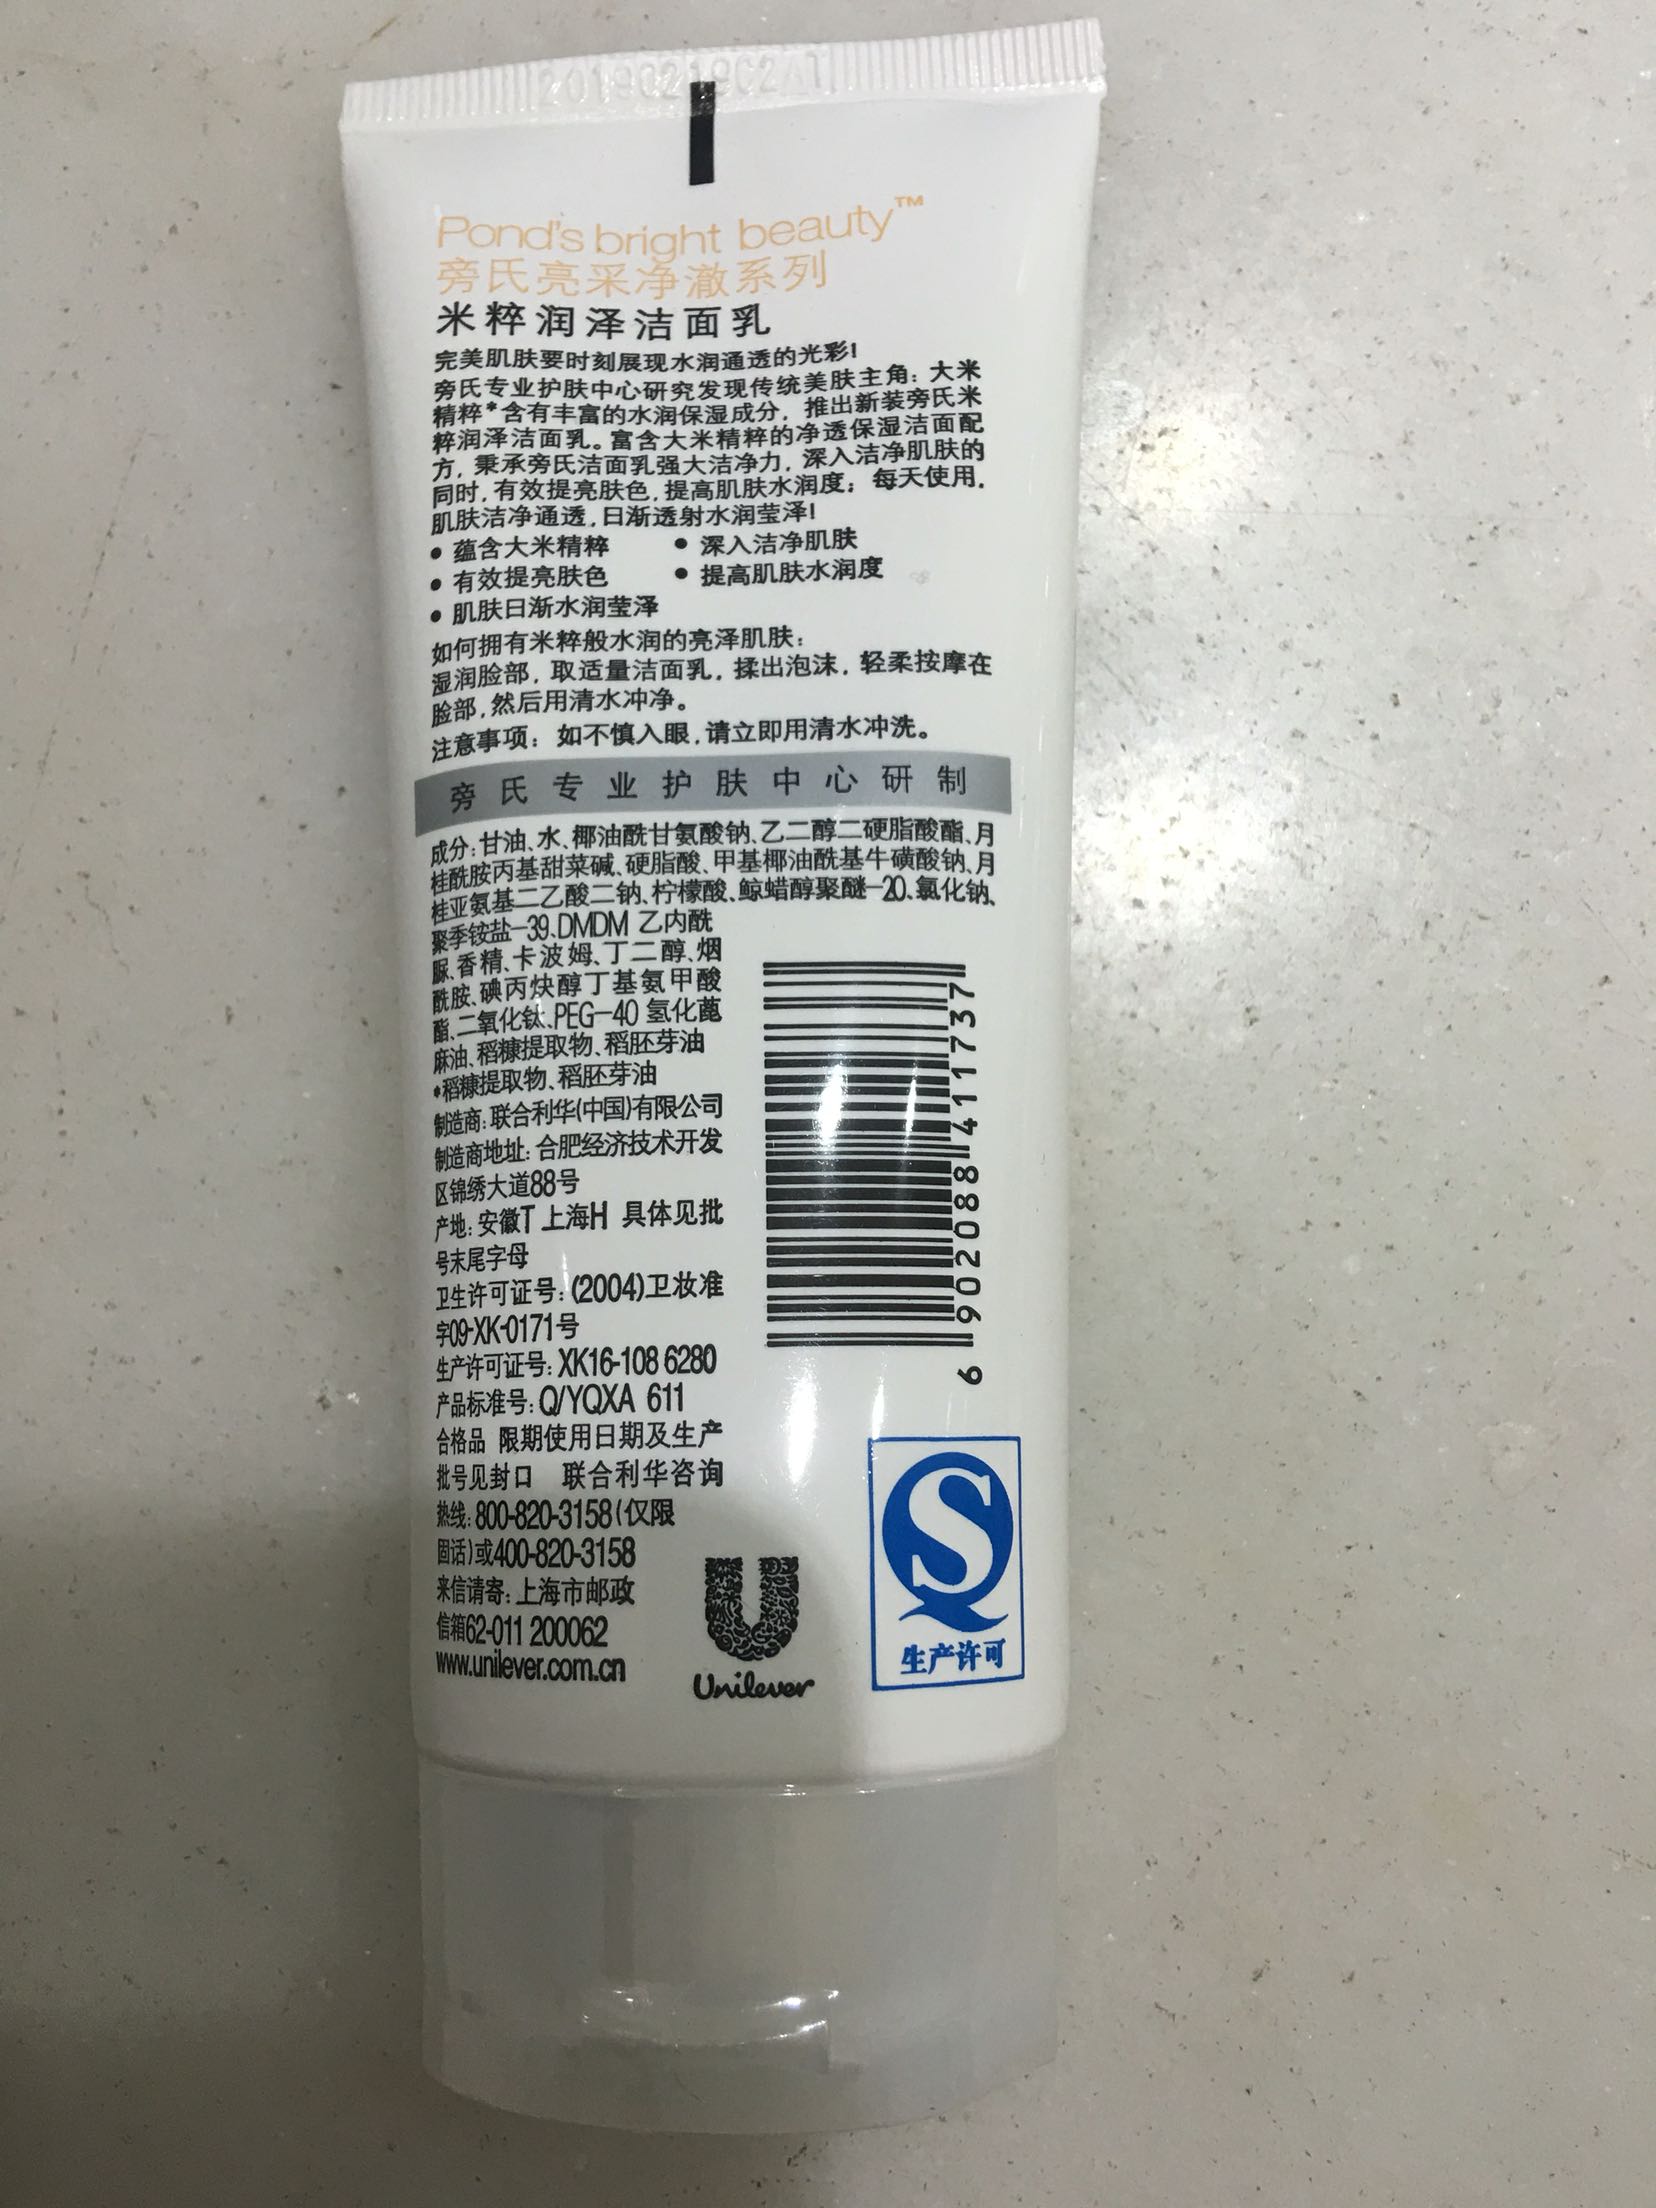 20190219C2AT
Pond's bright beauty™
旁氏亮采净澈系列
米粹润泽洁面乳
完美肌肤要时刻展现水润通透的光彩!
旁氏专业护肤中心研究发现传统美肤主角：大米
精粹*含有丰富的水润保湿成分，推出新装旁氏米
粹润泽洁面乳。富含大米精粹的净透保湿洁面配
方，秉承旁氏洁面乳强大洁净力，深入洁净肌肤的
同时，有效提亮肤色，提高肌肤水润度；每天使用，
肌肤洁净通透，日渐透射水润莹泽!
• 蕴含大米精粹 • 深入洁净肌肤
• 有效提亮肤色 • 提高肌肤水润度
• 肌肤日渐水润莹泽
如何拥有米粹般水润的亮泽肌肤：
湿润脸部，取适量洁面乳，揉出泡沫，轻柔按摩在
脸部，然后用清水冲净。
注意事项：如不慎入眼，请立即用清水冲洗。
旁氏专业护肤中心研制
成分：甘油、水、椰油酰甘氨酸钠、乙二醇二硬脂酸酯、月
桂酰胺丙基甜菜碱、硬脂酸、甲基椰油酰基牛磺酸钠、月
桂亚氨基二乙酸二钠、柠檬酸、鲸蜡醇聚醚-20、氯化钠、
聚季铵盐-39、DMDM 乙内酰
脲、香精、卡波姆、丁二醇、烟
酰胺、碘丙炔醇丁基氨甲酸
酯、二氧化钛、PEG-40 氢化蓖
麻油、稻糠提取物、稻胚芽油
*稻糠提取物、稻胚芽油
制造商：联合利华(中国)有限公司
制造商地址：合肥经济技术开发
区锦绣大道88号
产地：安徽T 上海H 具体见批
号末尾字母
卫生许可证号：(2004)卫妆准
字09-XK-0171号
生产许可证号：XK16-108 6280
产品标准号：Q/YQXA 611
合格品 限期使用日期及生产
批号见封口 联合利华咨询
热线：800-820-3158(仅限
固话)或400-820-3158
来信请寄：上海市邮政
信箱62-011 200062
www.unilever.com.cn
6 902088 411737
Unilever
生产许可